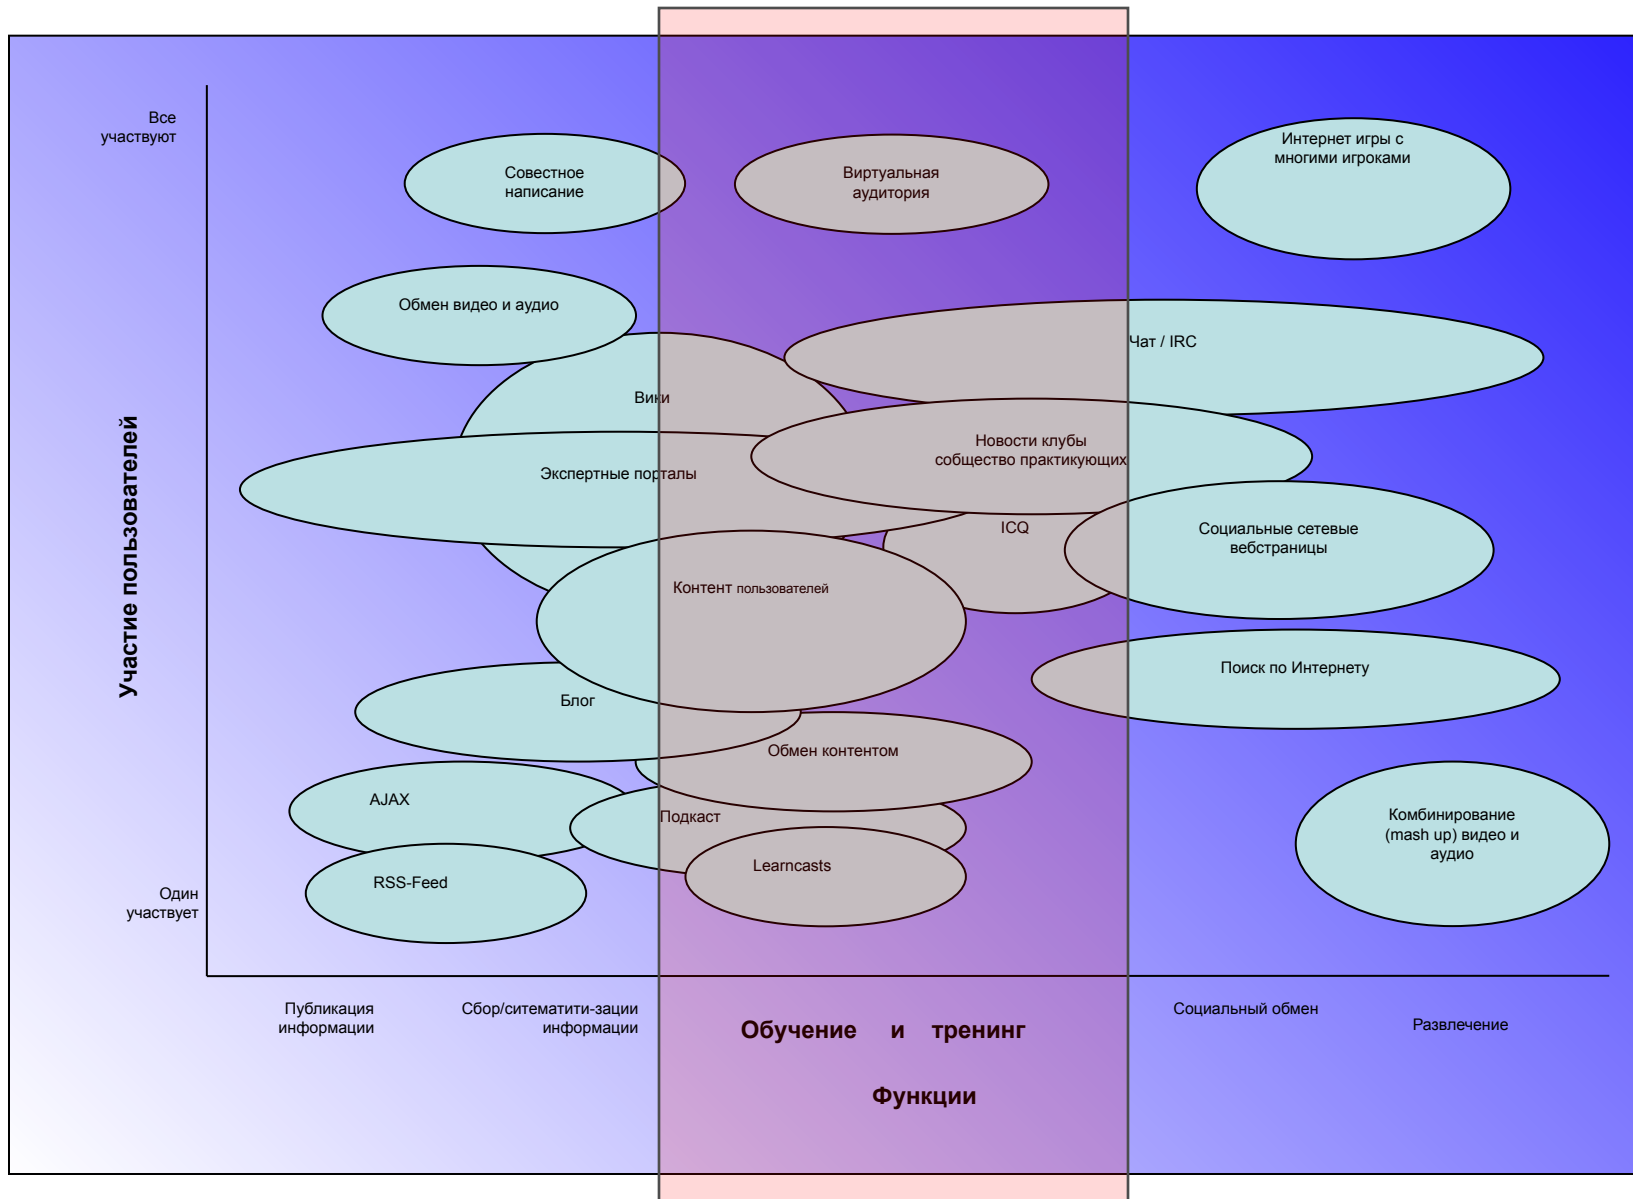 Все
участвуют
Совестное
написание
Виртуальная
аудитория
Интернет игры с
многими игроками
Обмен видео и аудио
Чат / IRC
Вики
Новости клубы
собщество практикующих
Экспертные порталы
ICQ
Социальные сетевые
вебстраницы
Участие пользователей
Контент пользователей
Поиск по Интернету
Блог
Обмен контентом
AJAX
Подкаст
Комбинирование
(mash up) видео и
аудио
Learncasts
RSS-Feed
Один
участвует
Публикация
информации
Сбор/ситематити-зации
информации
Обучение и тренинг
Социальный обмен
Развлечение
Функции